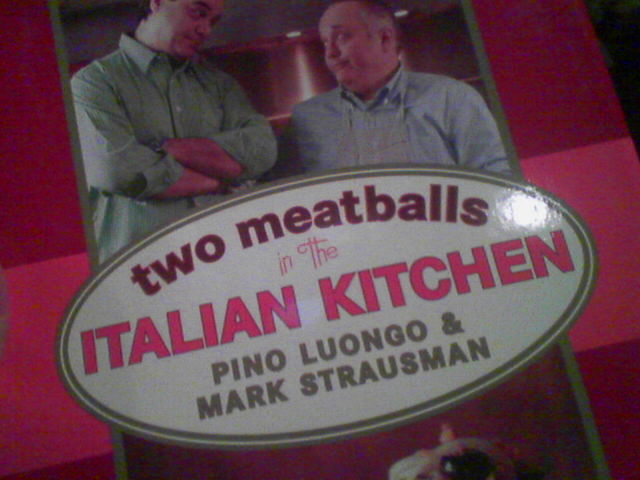 two meatballs
in the
ITALIAN KITCHEN
PINO LUONGO &
MARK STRAUSMAN